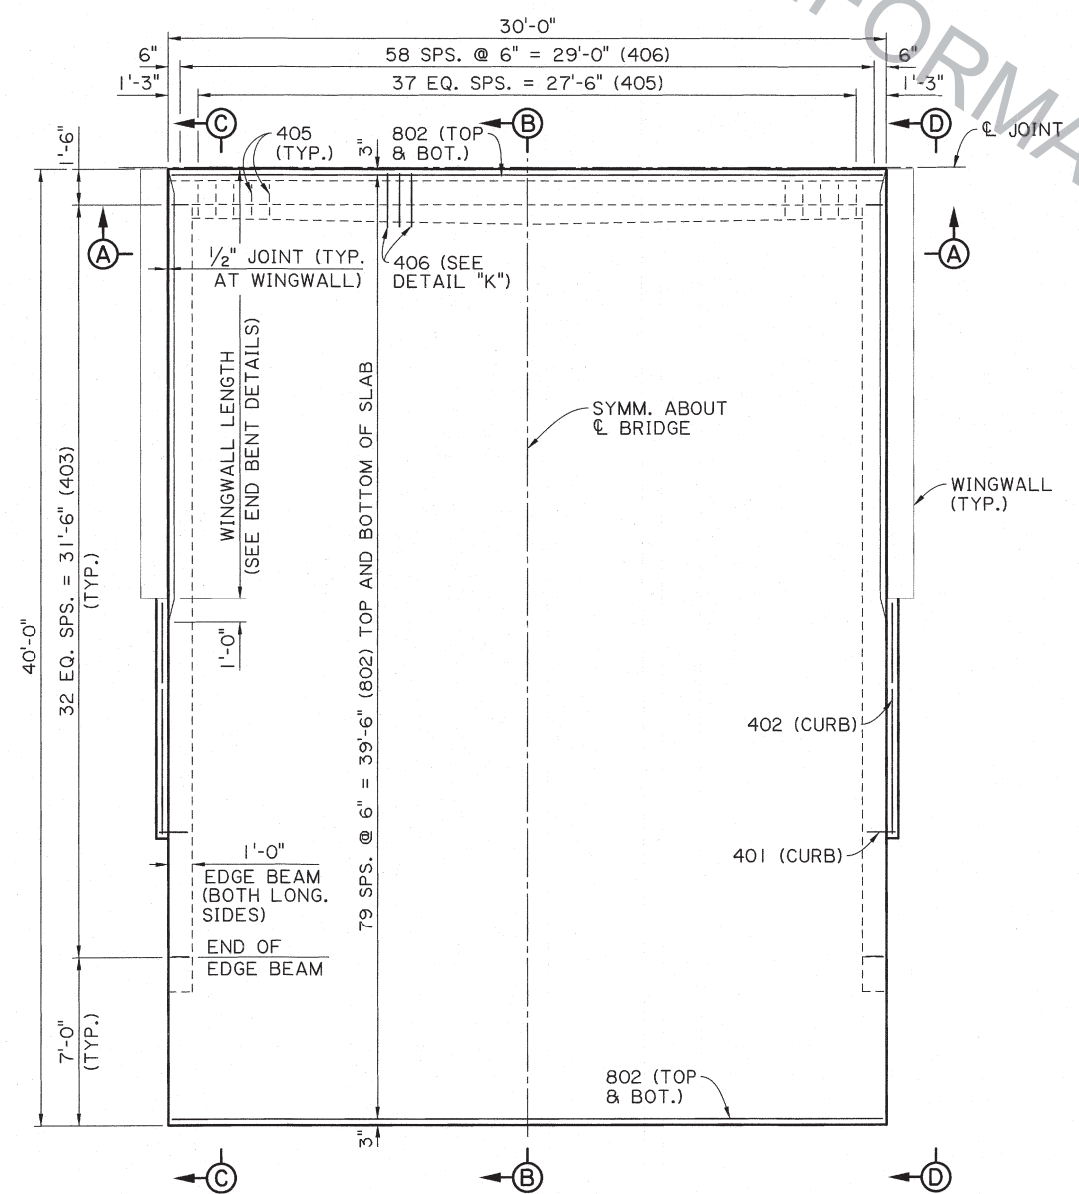 30'-0"
6"
58 SPS. @ 6" = 29'-0" (406)
6"
1'-3"
37 EQ. SPS. = 27'-6" (405)
1'-3"
FORMA
C
B
D
405
(TYP.)
3"
802 (TOP
& BOT.)
℄ JOINT
1'-6"
A
A
1/2" JOINT (TYP.
AT WINGWALL)
406 (SEE
DETAIL "K")
WINGWALL LENGTH
(SEE END BENT DETAILS)
SYMM. ABOUT
℄ BRIDGE
WINGWALL
(TYP.)
40'-0"
32 EQ. SPS. = 31'-6" (403)
(TYP.)
1'-0"
79 SPS. @ 6" = 39'-6" (802) TOP AND BOTTOM OF SLAB
402 (CURB)
401 (CURB)
1'-0"
EDGE BEAM
(BOTH LONG.
SIDES)
END OF
EDGE BEAM
7'-0"
(TYP.)
802 (TOP
& BOT.)
3"
C
B
D